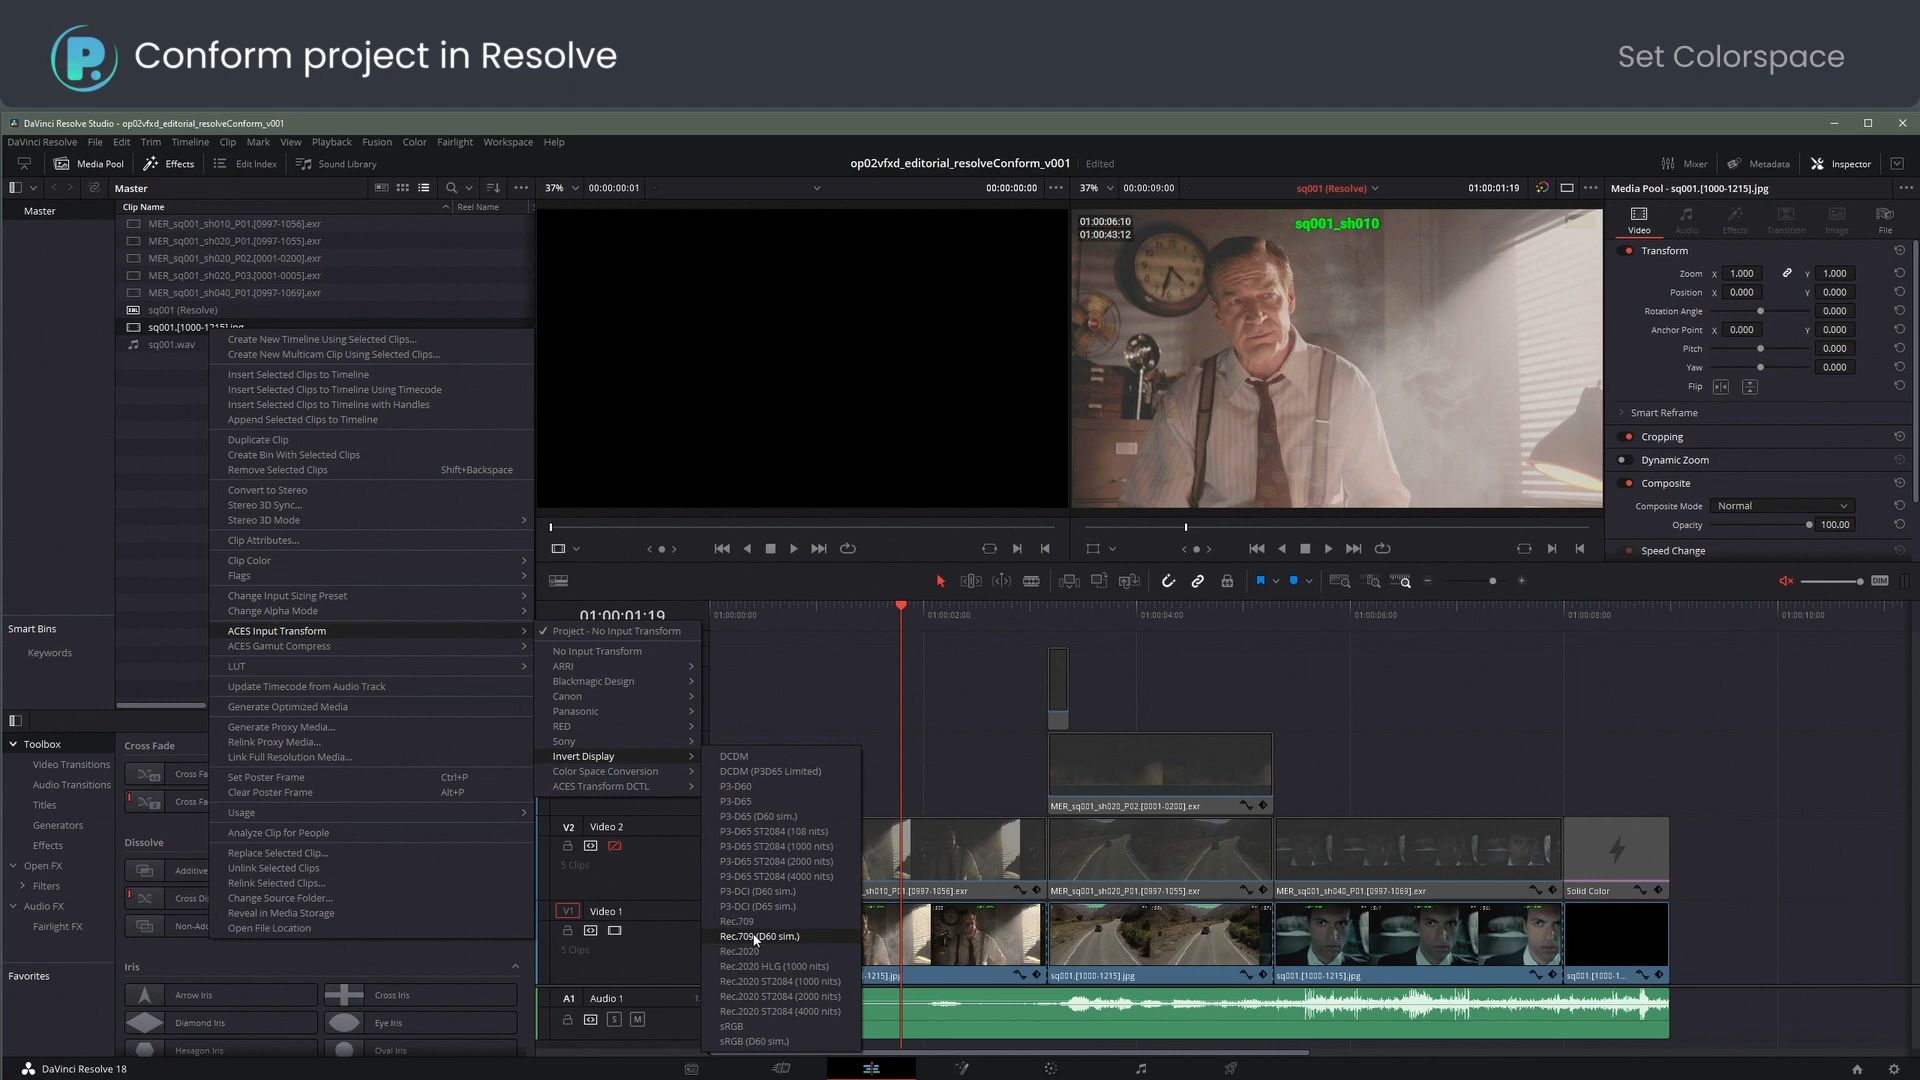 P. Conform project in Resolve
Set Colorspace
DaVinci Resolve Studio - op02vfxd_editorial_resolveConform_v001
DaVinci Resolve File Edit Trim Timeline Clip Mark View Playback Fusion Color Fairlight Workspace Help
Media Pool Effects Edit Index Sound Library
op02vfxd_editorial_resolveConform_v001 Edited
Mixer Metadata Inspector
Master
37% 00:00:00:01 00:00:00:00
37% 00:00:09:00 sq001 (Resolve) 01:00:01:19
Media Pool - sq001.[1000-1215].jpg
Master
Clip Name Reel Name
MER_sq001_sh010_P01.[0997-1056].exr
MER_sq001_sh020_P01.[0997-1055].exr
MER_sq001_sh020_P02.[0001-0200].exr
MER_sq001_sh020_P03.[0001-0005].exr
MER_sq001_sh040_P01.[0997-1069].exr
sq001 (Resolve)
sq001.[1000-1215].jpg
sq001.wav
Create New Timeline Using Selected Clips...
Create New Multicam Clip Using Selected Clips...
Insert Selected Clips to Timeline
Insert Selected Clips to Timeline Using Timecode
Insert Selected Clips to Timeline with Handles
Append Selected Clips to Timeline
Duplicate Clip
Create Bin With Selected Clips
Remove Selected Clips Shift+Backspace
Convert to Stereo
Stereo 3D Sync...
Stereo 3D Mode
Clip Attributes...
Clip Color
Flags
Change Input Sizing Preset
Change Alpha Mode
ACES Input Transform
ACES Gamut Compress
LUT
Update Timecode from Audio Track
Generate Optimized Media
Generate Proxy Media...
Relink Proxy Media...
Link Full Resolution Media...
Set Poster Frame Ctrl+P
Clear Poster Frame Alt+P
Usage
Analyze Clip for People
Replace Selected Clip...
Unlink Selected Clips
Relink Selected Clips...
Change Source Folder...
Reveal in Media Storage
Open File Location
Project - No Input Transform
No Input Transform
ARRI
Blackmagic Design
Canon
Panasonic
RED
Sony
Invert Display
Color Space Conversion
ACES Transform DCTL
DCDM
DCDM (P3D65 Limited)
P3-D60
P3-D65
P3-D65 (D60 sim.)
P3-D65 ST2084 (108 nits)
P3-D65 ST2084 (1000 nits)
P3-D65 ST2084 (2000 nits)
P3-D65 ST2084 (4000 nits)
P3-DCI (D60 sim.)
P3-DCI (D65 sim.)
Rec.709
Rec.709 (D60 sim.)
Rec.2020
Rec.2020 HLG (1000 nits)
Rec.2020 ST2084 (1000 nits)
Rec.2020 ST2084 (2000 nits)
Rec.2020 ST2084 (4000 nits)
sRGB
sRGB (D60 sim.)
01:00:06:10
01:00:43:12
sq001_sh010
Video Audio Effects Transition Image File
Transform
Zoom X 1.000 Y 1.000
Position X 0.000 Y 0.000
Rotation Angle 0.000
Anchor Point X 0.000 Y 0.000
Pitch 0.000
Yaw 0.000
Flip
Smart Reframe
Cropping
Dynamic Zoom
Composite
Composite Mode Normal
Opacity 100.00
Speed Change
DIM
01:00:01:19
01:00:00:00 01:00:02:00 01:00:04:00 01:00:06:00 01:00:08:00 01:00:10:00
MER_sq001_sh020_P02.[0001-0200].exr
V2 Video 2
5 Clips
_sh010_P01.[0997-1056].exr MER_sq001_sh020_P01.[0997-1055].exr MER_sq001_sh040_P01.[0997-1069].exr Solid Color
V1 Video 1
5 Clips
-1215].jpg sq001.[1000-1215].jpg sq001.[1000-1215].jpg sq001.[1000-1...
A1 Audio 1
S M
Smart Bins
Keywords
Toolbox
Video Transitions
Audio Transitions
Titles
Generators
Effects
Open FX
Filters
Audio FX
Fairlight FX
Favorites
Cross Fade
Cross Fa
Cross Fa
Dissolve
Additive
Cross Dis
Non-Add
Iris
Arrow Iris Cross Iris
Diamond Iris Eye Iris
Hexagon Iris Oval Iris
DaVinci Resolve 18